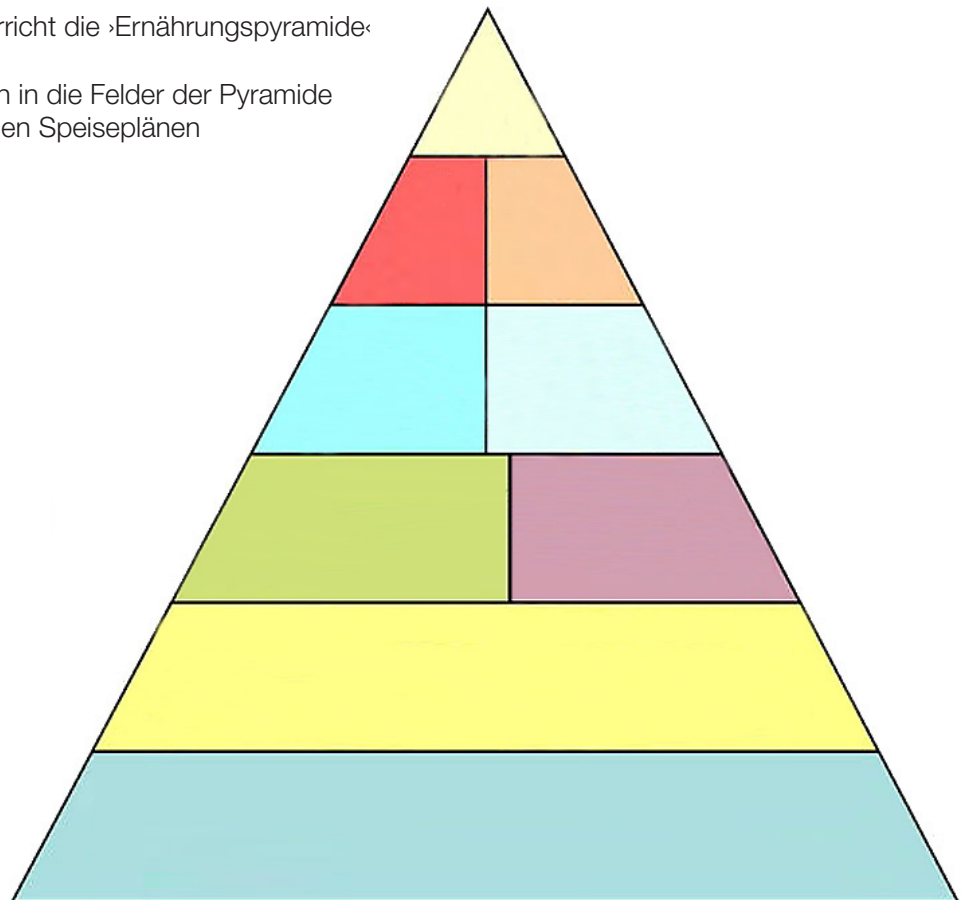 rricht die ›Ernährungspyramide‹
n in die Felder der Pyramide
en Speiseplänen